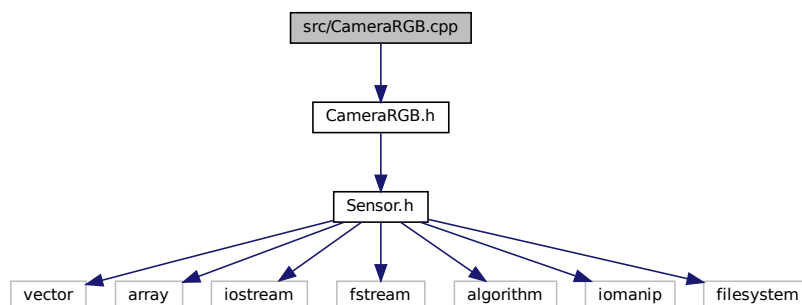 src/CameraRGB.cpp
CameraRGB.h
Sensor.h
vector array iostream fstream algorithm iomanip filesystem